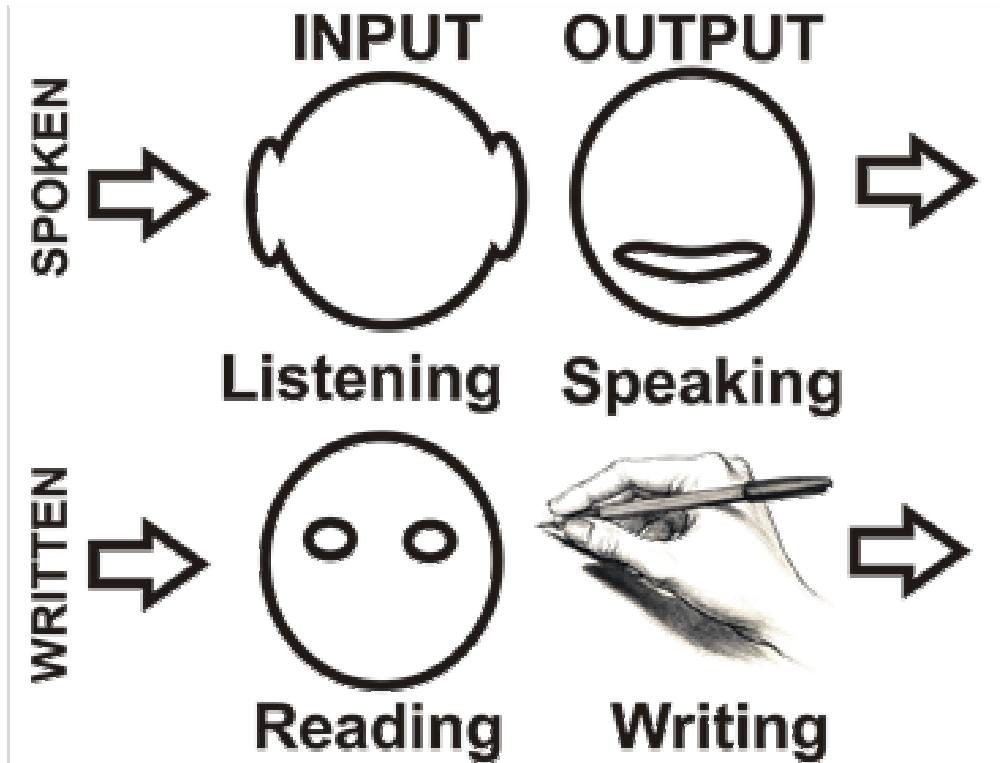 INPUT OUTPUT
SPOKEN
Listening Speaking
WRITTEN
Reading Writing